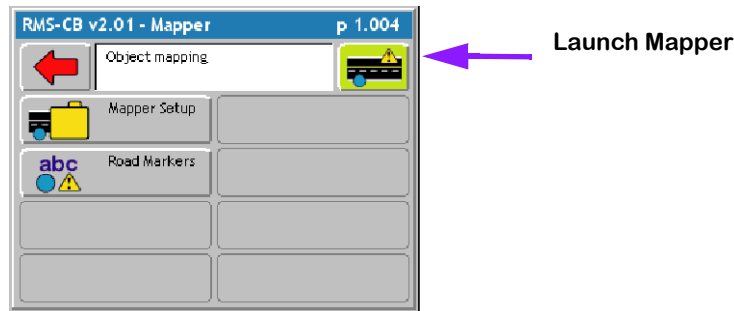 RMS-CB v2.01 - Mapper p 1.004
Object mapping
Launch Mapper
Mapper Setup
abc Road Markers